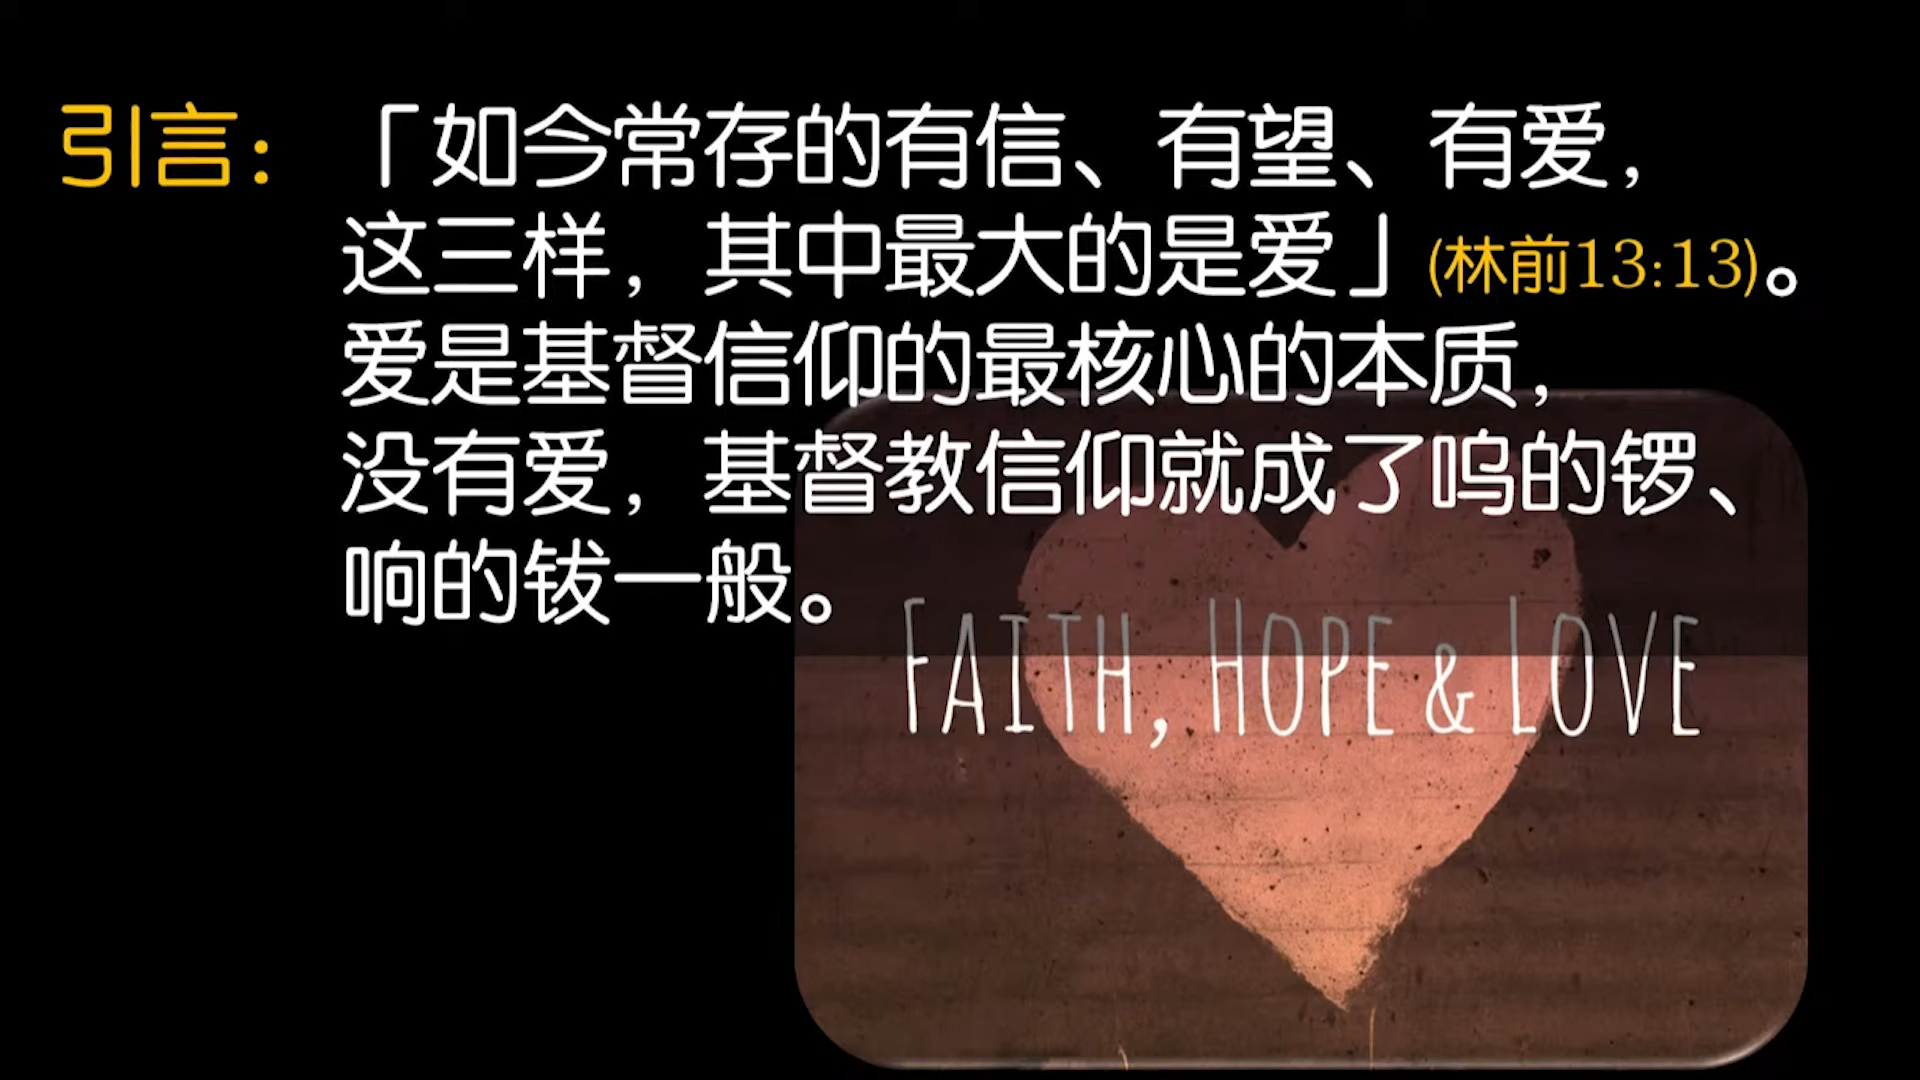 引言：「如今常存的有信、有望、有爱，
这三样，其中最大的是爱」(林前13:13)。
爱是基督信仰的最核心的本质，
没有爱，基督教信仰就成了呜的锣、
响的钹一般。
FAITH, HOPE & LOVE